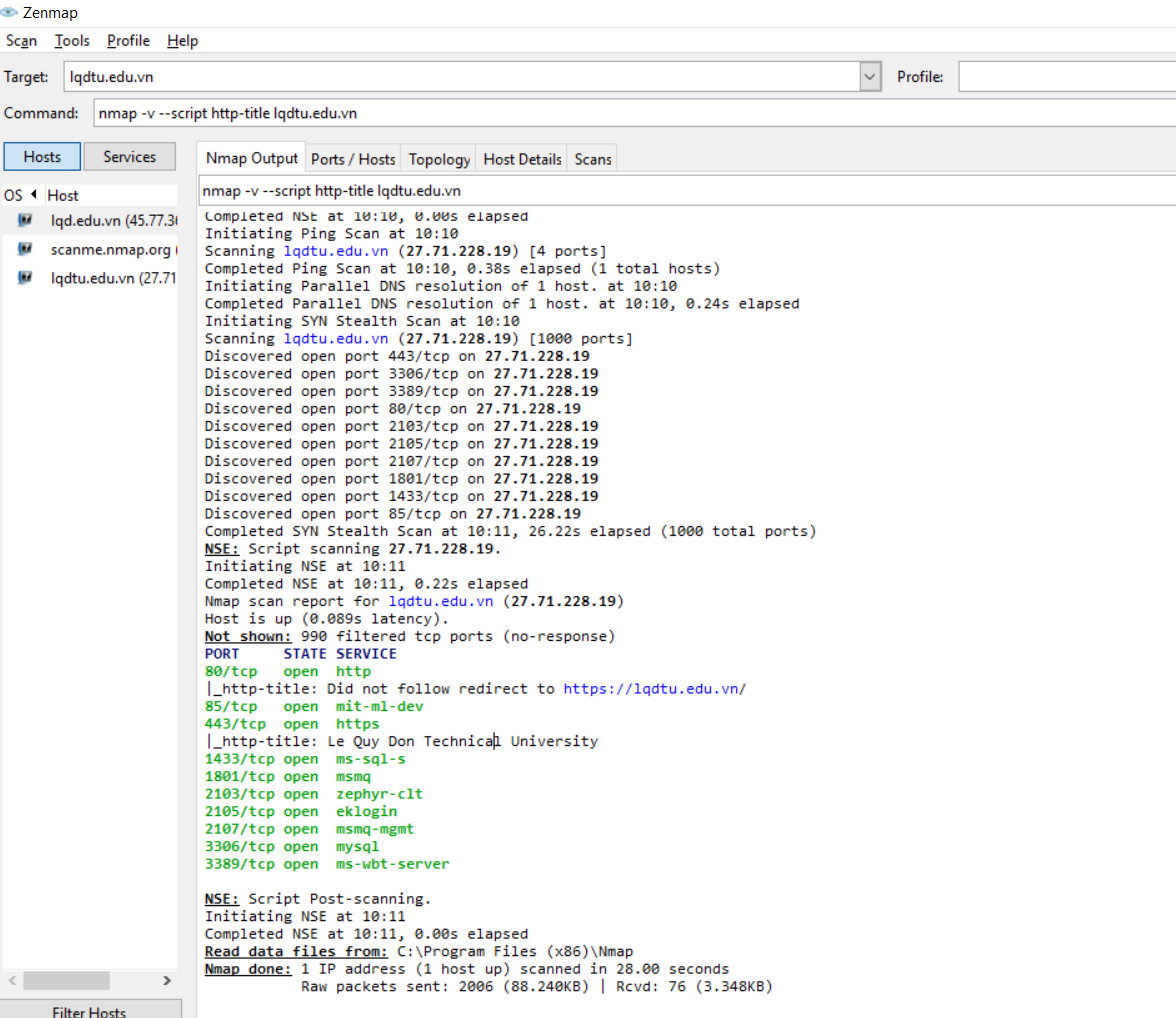 Zenmap
Scan Tools Profile Help
Target: lqdtu.edu.vn Profile:
Command: nmap -v --script http-title lqdtu.edu.vn
Hosts Services
Nmap Output Ports / Hosts Topology Host Details Scans
OS Host
nmap -v --script http-title lqdtu.edu.vn
lqd.edu.vn (45.77.3
scanme.nmap.org (
lqdtu.edu.vn (27.71
Completed NSE at 10:10, 0.00s elapsed
Initiating Ping Scan at 10:10
Scanning lqdtu.edu.vn (27.71.228.19) [4 ports]
Completed Ping Scan at 10:10, 0.38s elapsed (1 total hosts)
Initiating Parallel DNS resolution of 1 host. at 10:10
Completed Parallel DNS resolution of 1 host. at 10:10, 0.24s elapsed
Initiating SYN Stealth Scan at 10:10
Scanning lqdtu.edu.vn (27.71.228.19) [1000 ports]
Discovered open port 443/tcp on 27.71.228.19
Discovered open port 3306/tcp on 27.71.228.19
Discovered open port 3389/tcp on 27.71.228.19
Discovered open port 80/tcp on 27.71.228.19
Discovered open port 2103/tcp on 27.71.228.19
Discovered open port 2105/tcp on 27.71.228.19
Discovered open port 2107/tcp on 27.71.228.19
Discovered open port 1801/tcp on 27.71.228.19
Discovered open port 1433/tcp on 27.71.228.19
Discovered open port 85/tcp on 27.71.228.19
Completed SYN Stealth Scan at 10:11, 26.22s elapsed (1000 total ports)
NSE: Script scanning 27.71.228.19.
Initiating NSE at 10:11
Completed NSE at 10:11, 0.22s elapsed
Nmap scan report for lqdtu.edu.vn (27.71.228.19)
Host is up (0.089s latency).
Not shown: 990 filtered tcp ports (no-response)
PORT STATE SERVICE
80/tcp open http
|_http-title: Did not follow redirect to https://lqdtu.edu.vn/
85/tcp open mit-ml-dev
443/tcp open https
|_http-title: Le Quy Don Technical University
1433/tcp open ms-sql-s
1801/tcp open msmq
2103/tcp open zephyr-clt
2105/tcp open eklogin
2107/tcp open msmq-mgmt
3306/tcp open mysql
3389/tcp open ms-wbt-server
NSE: Script Post-scanning.
Initiating NSE at 10:11
Completed NSE at 10:11, 0.00s elapsed
Read data files from: C:\Program Files (x86)\Nmap
Nmap done: 1 IP address (1 host up) scanned in 28.00 seconds
Raw packets sent: 2006 (88.240KB) | Rcvd: 76 (3.348KB)
Filter Hosts